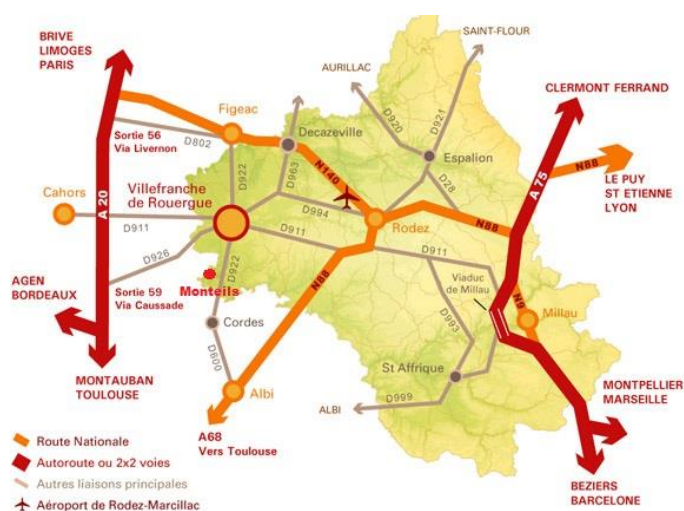 BRIVE
LIMOGES
PARIS
SAINT-FLOUR
AURILLAC
CLERMONT FERRAND
Figeac
Sortie 56
Via Livernon
D802
Decazeville
D920
D921
Espalion
N88
LE PUY
ST ETIENNE
LYON
A 75
D922
D963
N140
D28
Cahors
Villefranche
de Rouergue
D994
Rodez
N88
A 20
D911
D911
D911
D926
D922
N88
Viaduc
de Millau
AGEN
BORDEAUX
Sortie 59
Via Caussade
Monteils
N9
Millau
Cordes
D993
D600
St Affrique
MONTAUBAN
TOULOUSE
Albi
D999
ALBI
MONTPELLIER
MARSEILLE
A68
Vers Toulouse
BEZIERS
BARCELONE
Route Nationale
Autoroute ou 2x2 voies
Autres liaisons principales
Aéroport de Rodez-Marcillac